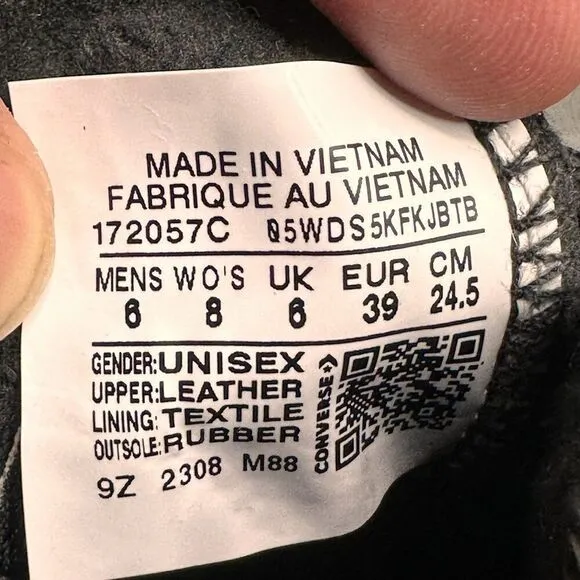 MADE IN VIETNAM
FABRIQUE AU VIETNAM
172057C 05WDS5KFKJBTB
MENS WO'S UK EUR CM
6 8 6 39 24.5
GENDER:UNISEX
UPPER:LEATHER
LINING:TEXTILE
OUTSOLE:RUBBER
CONVERSE
9Z 2308 M88